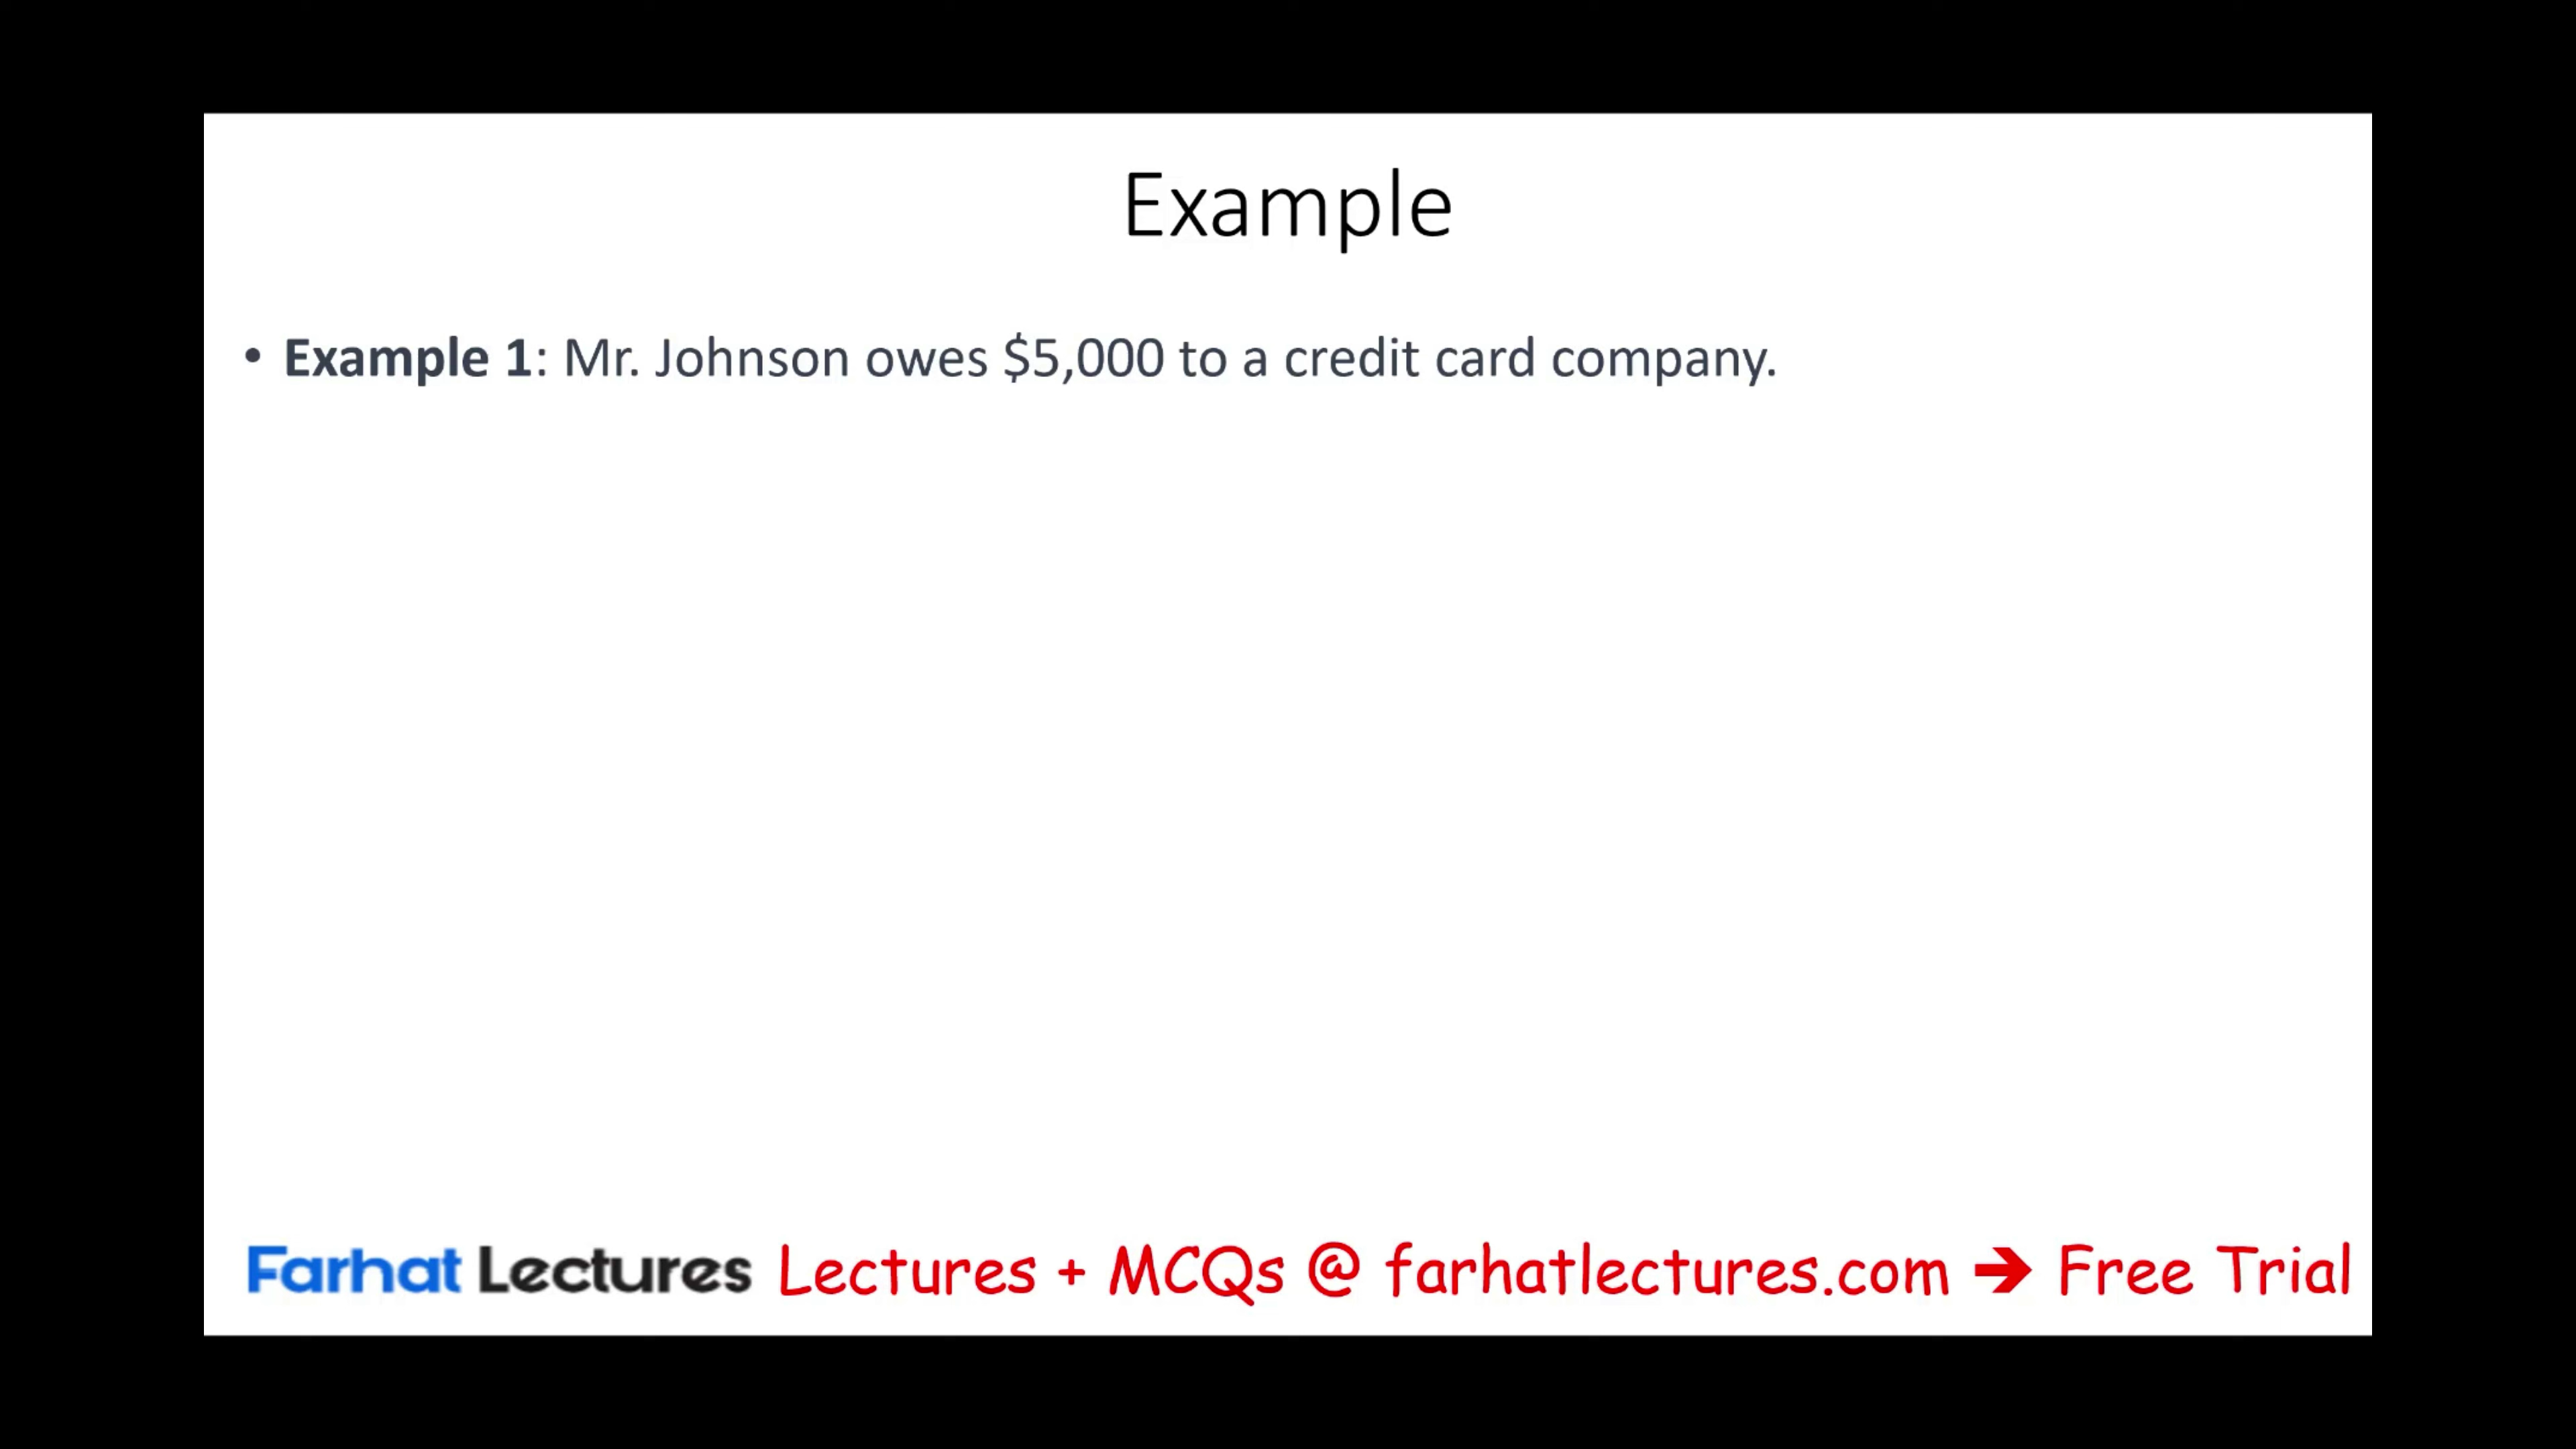 Example
• Example 1: Mr. Johnson owes $5,000 to a credit card company.
Farhat Lectures Lectures + MCQs @ farhatlectures.com → Free Trial